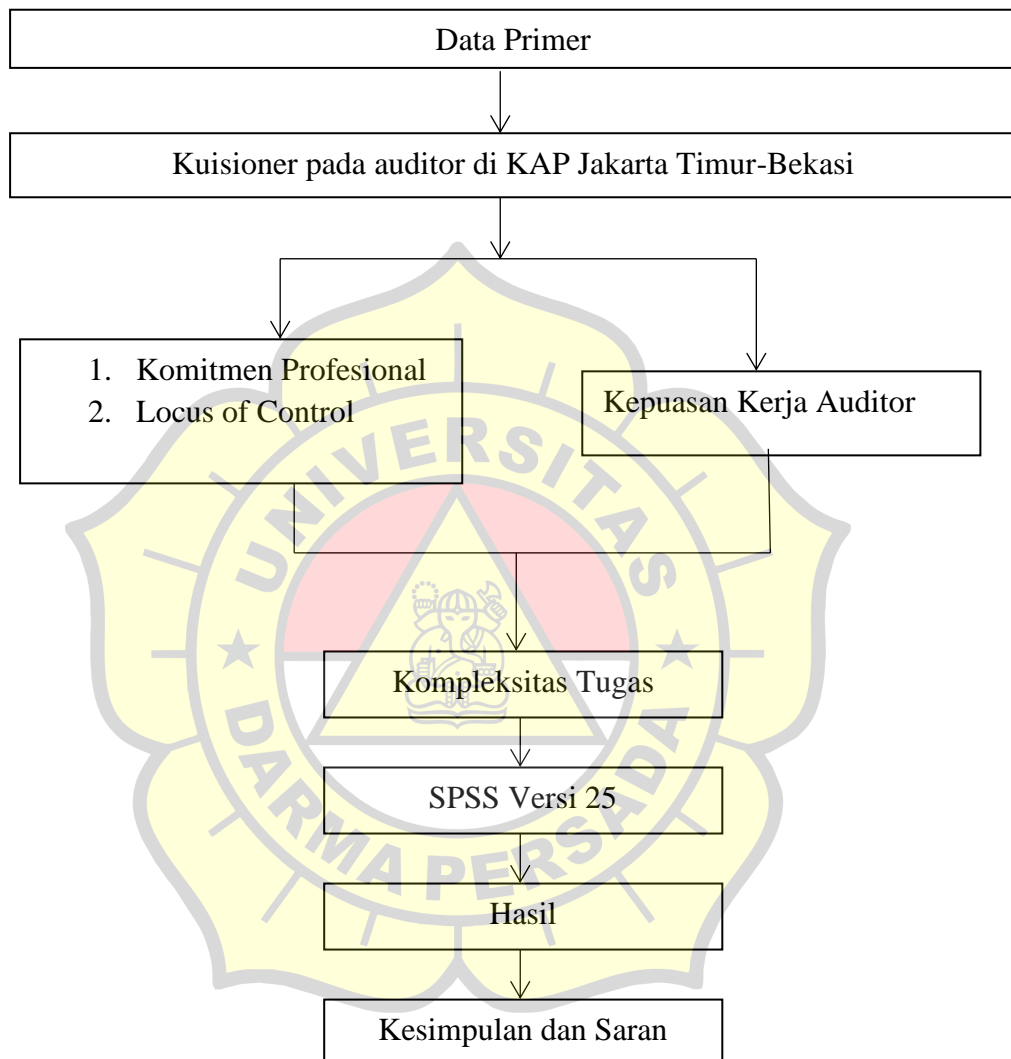 Data Primer
Kuisioner pada auditor di KAP Jakarta Timur-Bekasi
1. Komitmen Profesional
2. Locus of Control
Kepuasan Kerja Auditor
UNIVERSITAS
Kompleksitas Tugas
SPSS Versi 25
DARMA PERSADA
Hasil
Kesimpulan dan Saran